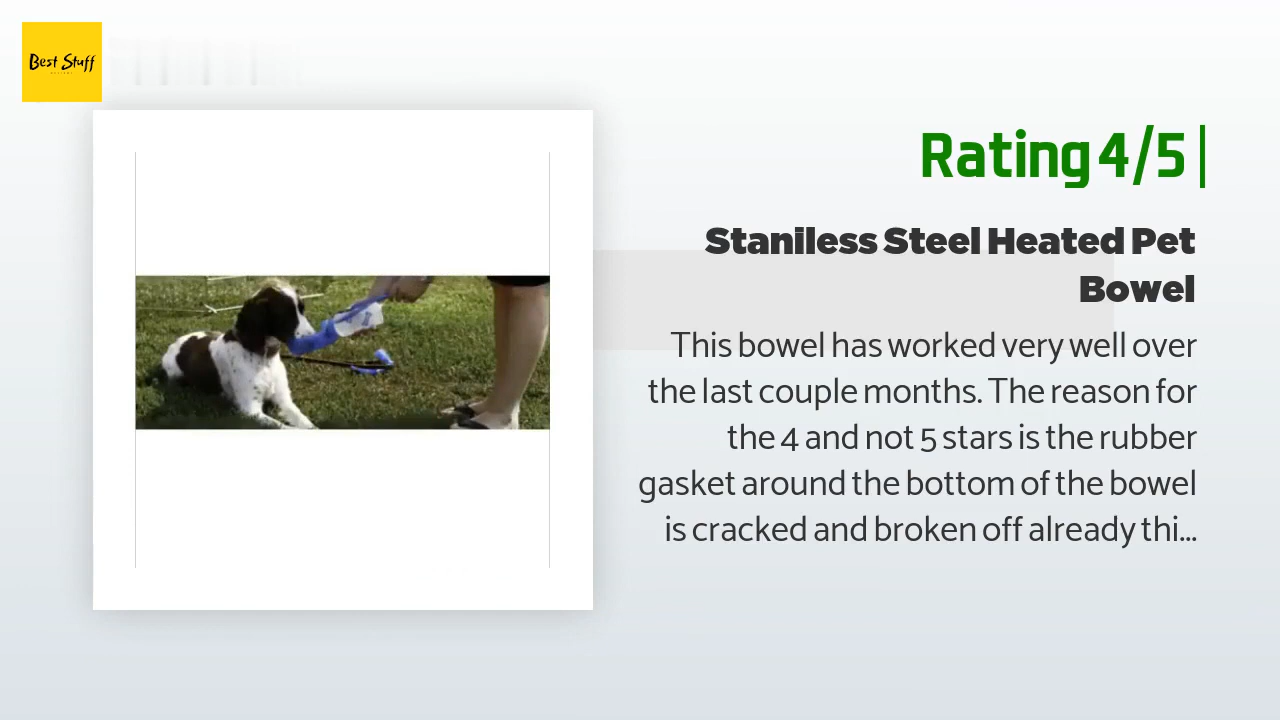 Best Stuff
Rating 4/5
Staniless Steel Heated Pet
Bowel
This bowel has worked very well over
the last couple months. The reason for
the 4 and not 5 stars is the rubber
gasket around the bottom of the bowel
is cracked and broken off already thi...